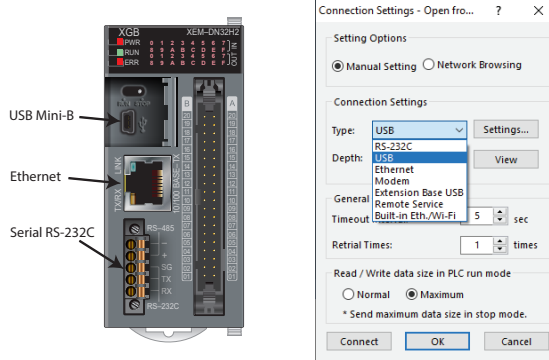 XGB XEM-DN32H2
PWR 0 1 2 3 4 5 6 7 IN
RUN 8 9 A B C D E F
ERR 0 1 2 3 4 5 6 7 OUT
8 9 A B C D E F
RUN STOP
USB Mini-B
Ethernet
Serial RS-232C
LNK
TX/RX
10/100 BASE-TX
B A
RS-485
-
+
SG
TX
RX
RS-232C
Connection Settings - Open fro... ? ×
Setting Options
Manual Setting Network Browsing
Connection Settings
Type: USB Settings...
RS-232C
USB
Ethernet
Modem
Extension Base USB
Remote Service
Built-in Eth./Wi-Fi
Depth: View
General
Timeout 5 sec
Retrial Times: 1 times
Read / Write data size in PLC run mode
Normal Maximum
* Send maximum data size in stop mode.
Connect OK Cancel